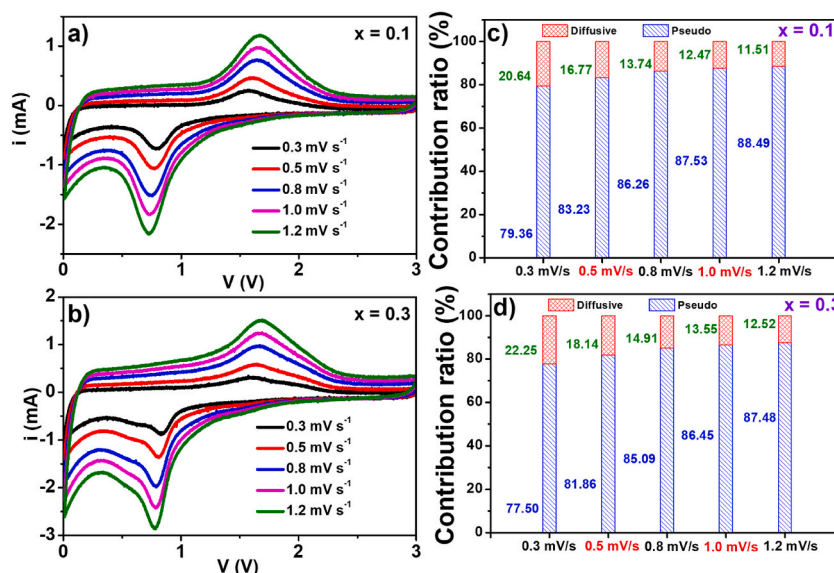 a)
x = 0.1
i (mA)
1
0
-1
-2
0.3 mV s-1
0.5 mV s-1
0.8 mV s-1
1.0 mV s-1
1.2 mV s-1
0 1 2 3
V (V)
b)
x = 0.3
i (mA)
2
1
0
-1
-2
-3
0.3 mV s-1
0.5 mV s-1
0.8 mV s-1
1.0 mV s-1
1.2 mV s-1
0 1 2 3
V (V)
c)
x = 0.1
Diffusive Pseudo
Contribution ratio (%)
100
80
60
40
20
0
20.64 16.77 13.74 12.47 11.51
79.36 83.23 86.26 87.53 88.49
0.3 mV/s 0.5 mV/s 0.8 mV/s 1.0 mV/s 1.2 mV/s
d)
x = 0.3
Diffusive Pseudo
Contribution ratio (%)
100
80
60
40
20
0
22.25 18.14 14.91 13.55 12.52
77.50 81.86 85.09 86.45 87.48
0.3 mV/s 0.5 mV/s 0.8 mV/s 1.0 mV/s 1.2 mV/s